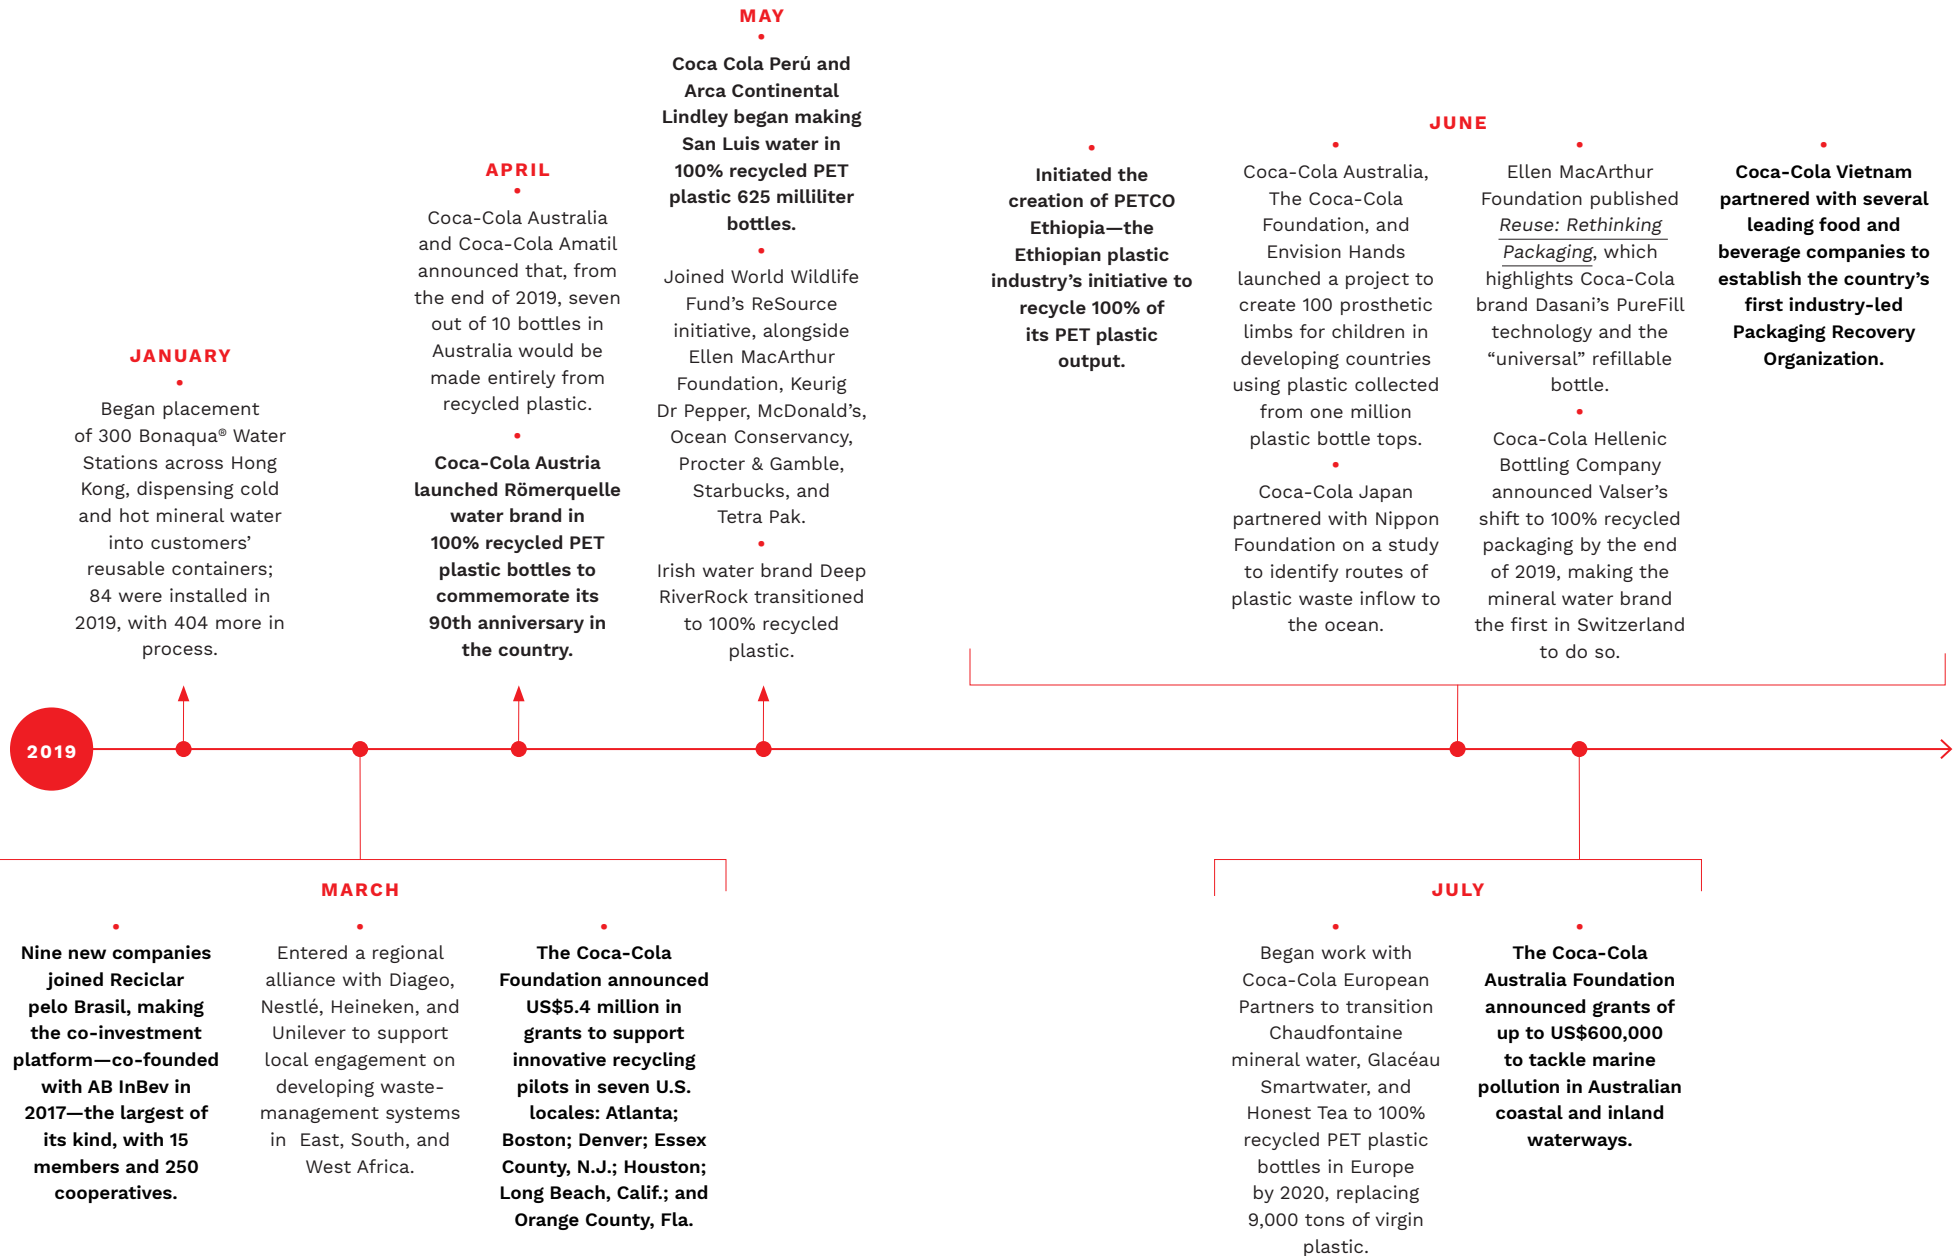 MAY
Coca Cola Perú and
Arca Continental
Lindley began making
San Luis water in
100% recycled PET
plastic 625 milliliter
bottles.
Joined World Wildlife
Fund’s ReSource
initiative, alongside
Ellen MacArthur
Foundation, Keurig
Dr Pepper, McDonald’s,
Ocean Conservancy,
Procter & Gamble,
Starbucks, and
Tetra Pak.
Irish water brand Deep
RiverRock transitioned
to 100% recycled
plastic.
APRIL
Coca-Cola Australia
and Coca-Cola Amatil
announced that, from
the end of 2019, seven
out of 10 bottles in
Australia would be
made entirely from
recycled plastic.
Coca-Cola Austria
launched Römerquelle
water brand in
100% recycled PET
plastic bottles to
commemorate its
90th anniversary in
the country.
JANUARY
Began placement
of 300 Bonaqua® Water
Stations across Hong
Kong, dispensing cold
and hot mineral water
into customers’
reusable containers;
84 were installed in
2019, with 404 more in
process.
JUNE
Initiated the
creation of PETCO
Ethiopia—the
Ethiopian plastic
industry’s initiative to
recycle 100% of
its PET plastic
output.
Coca-Cola Australia,
The Coca-Cola
Foundation, and
Envision Hands
launched a project to
create 100 prosthetic
limbs for children in
developing countries
using plastic collected
from one million
plastic bottle tops.
Coca-Cola Japan
partnered with Nippon
Foundation on a study
to identify routes of
plastic waste inflow to
the ocean.
Ellen MacArthur
Foundation published
Reuse: Rethinking
Packaging, which
highlights Coca-Cola
brand Dasani’s PureFill
technology and the
“universal” refillable
bottle.
Coca-Cola Hellenic
Bottling Company
announced Valser’s
shift to 100% recycled
packaging by the end
of 2019, making the
mineral water brand
the first in Switzerland
to do so.
Coca-Cola Vietnam
partnered with several
leading food and
beverage companies to
establish the country’s
first industry-led
Packaging Recovery
Organization.
2019
MARCH
Nine new companies
joined Reciclar
pelo Brasil, making
the co-investment
platform—co-founded
with AB InBev in
2017—the largest of
its kind, with 15
members and 250
cooperatives.
Entered a regional
alliance with Diageo,
Nestlé, Heineken, and
Unilever to support
local engagement on
developing waste-
management systems
in East, South, and
West Africa.
The Coca-Cola
Foundation announced
US$5.4 million in
grants to support
innovative recycling
pilots in seven U.S.
locales: Atlanta;
Boston; Denver; Essex
County, N.J.; Houston;
Long Beach, Calif.; and
Orange County, Fla.
JULY
Began work with
Coca-Cola European
Partners to transition
Chaudfontaine
mineral water, Glacéau
Smartwater, and
Honest Tea to 100%
recycled PET plastic
bottles in Europe
by 2020, replacing
9,000 tons of virgin
plastic.
The Coca-Cola
Australia Foundation
announced grants of
up to US$600,000
to tackle marine
pollution in Australian
coastal and inland
waterways.